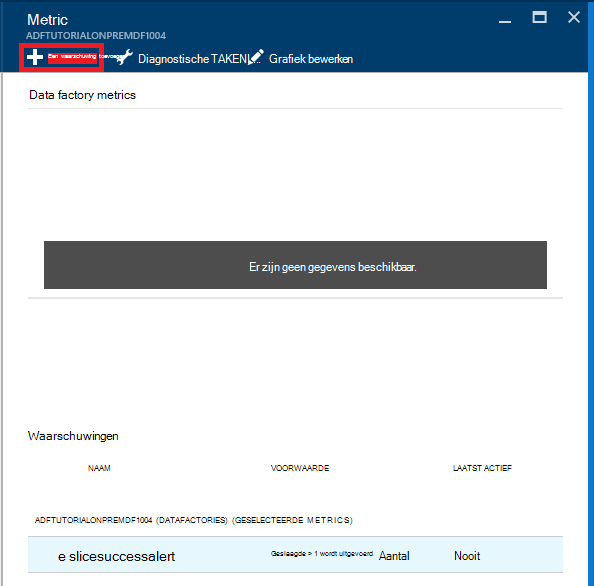 Metric
ADFTUTORIALONPREMDF1004
Een waarschuwing toevoegen Diagnostische TAKENI... Grafiek bewerken
Data factory metrics
Er zijn geen gegevens beschikbaar.
Waarschuwingen
NAAM VOORWAARDE LAATST ACTIEF
ADFTUTORIALONPREMDF1004 (DATAFACTORIES) (GESELECTEERDE METRICS)
e slicesuccessalert Geslaagde > 1 wordt uitgevoerd Aantal Nooit